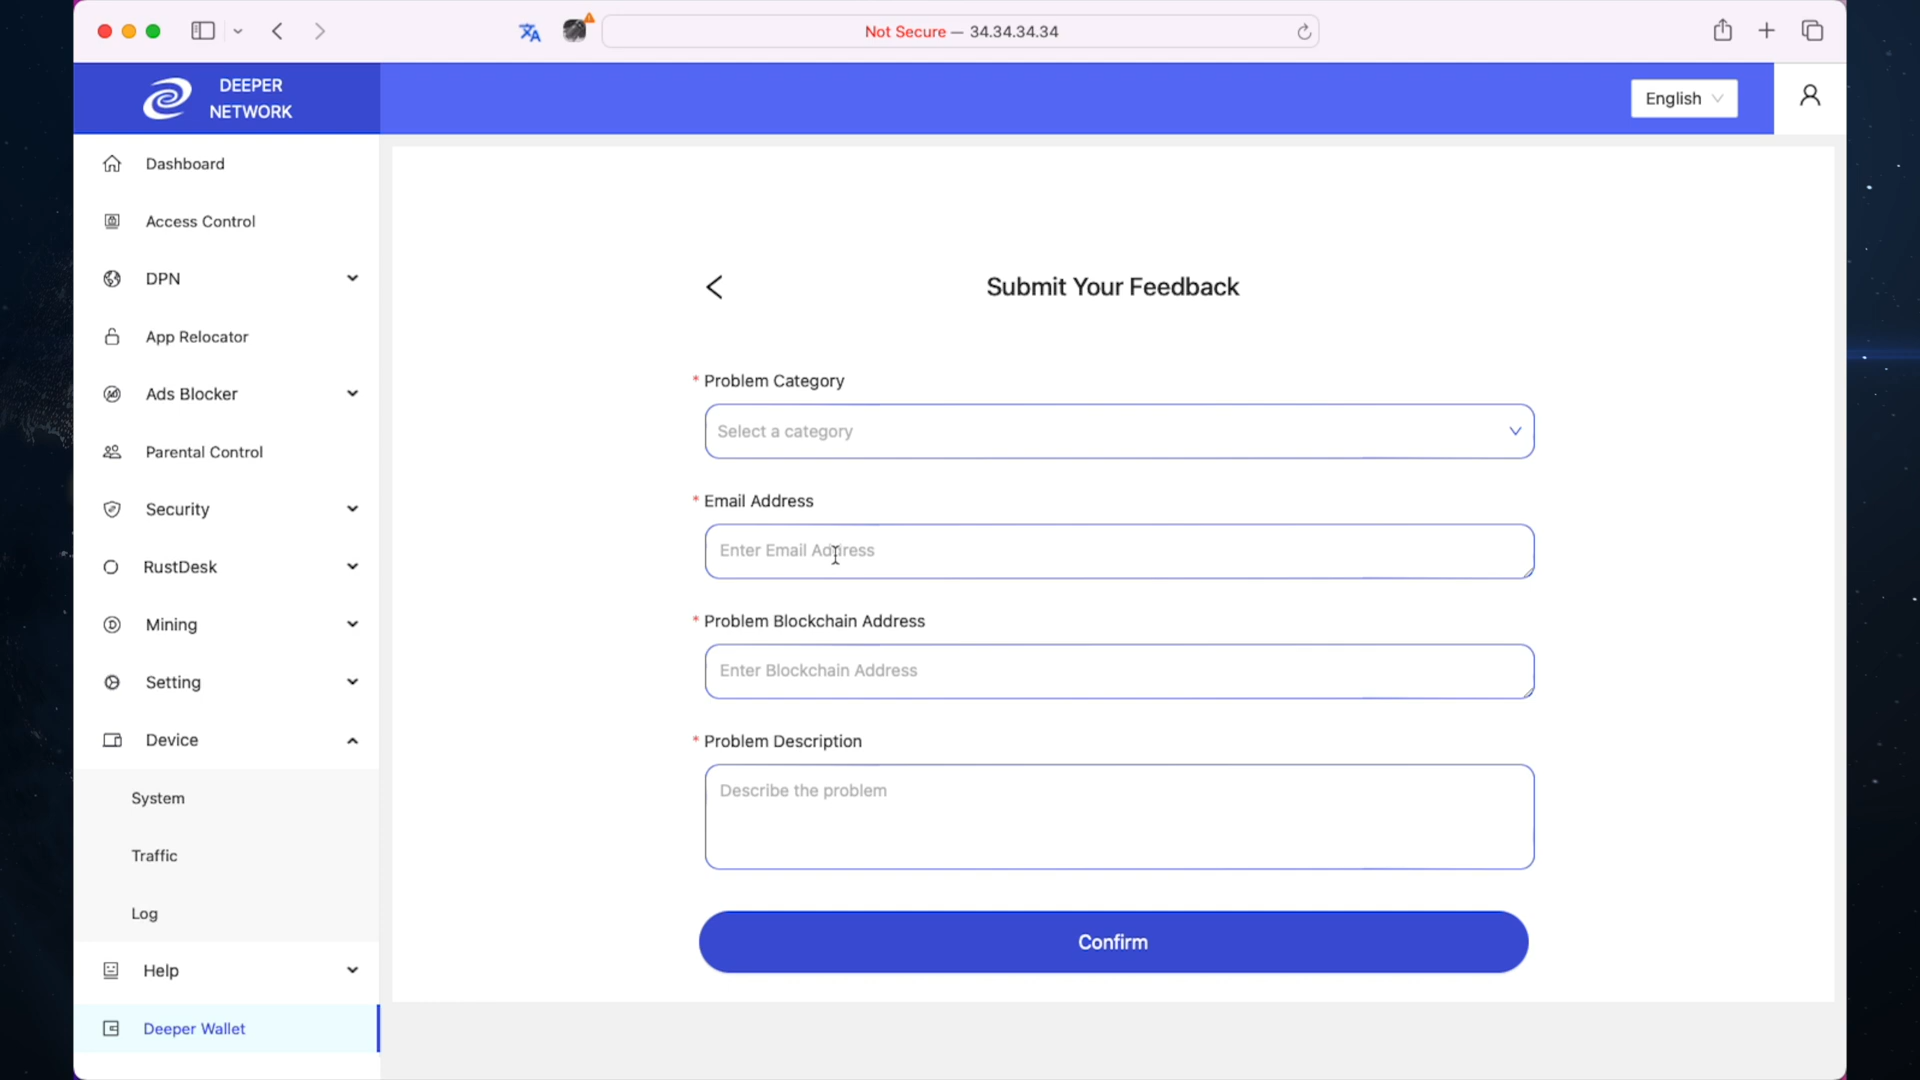 Not Secure — 34.34.34.34
DEEPER
NETWORK
English
Dashboard
Access Control
DPN
App Relocator
Ads Blocker
Parental Control
Security
RustDesk
Mining
Setting
Device
System
Traffic
Log
Help
Deeper Wallet
Submit Your Feedback
* Problem Category
Select a category
* Email Address
Enter Email Address
* Problem Blockchain Address
Enter Blockchain Address
* Problem Description
Describe the problem
Confirm